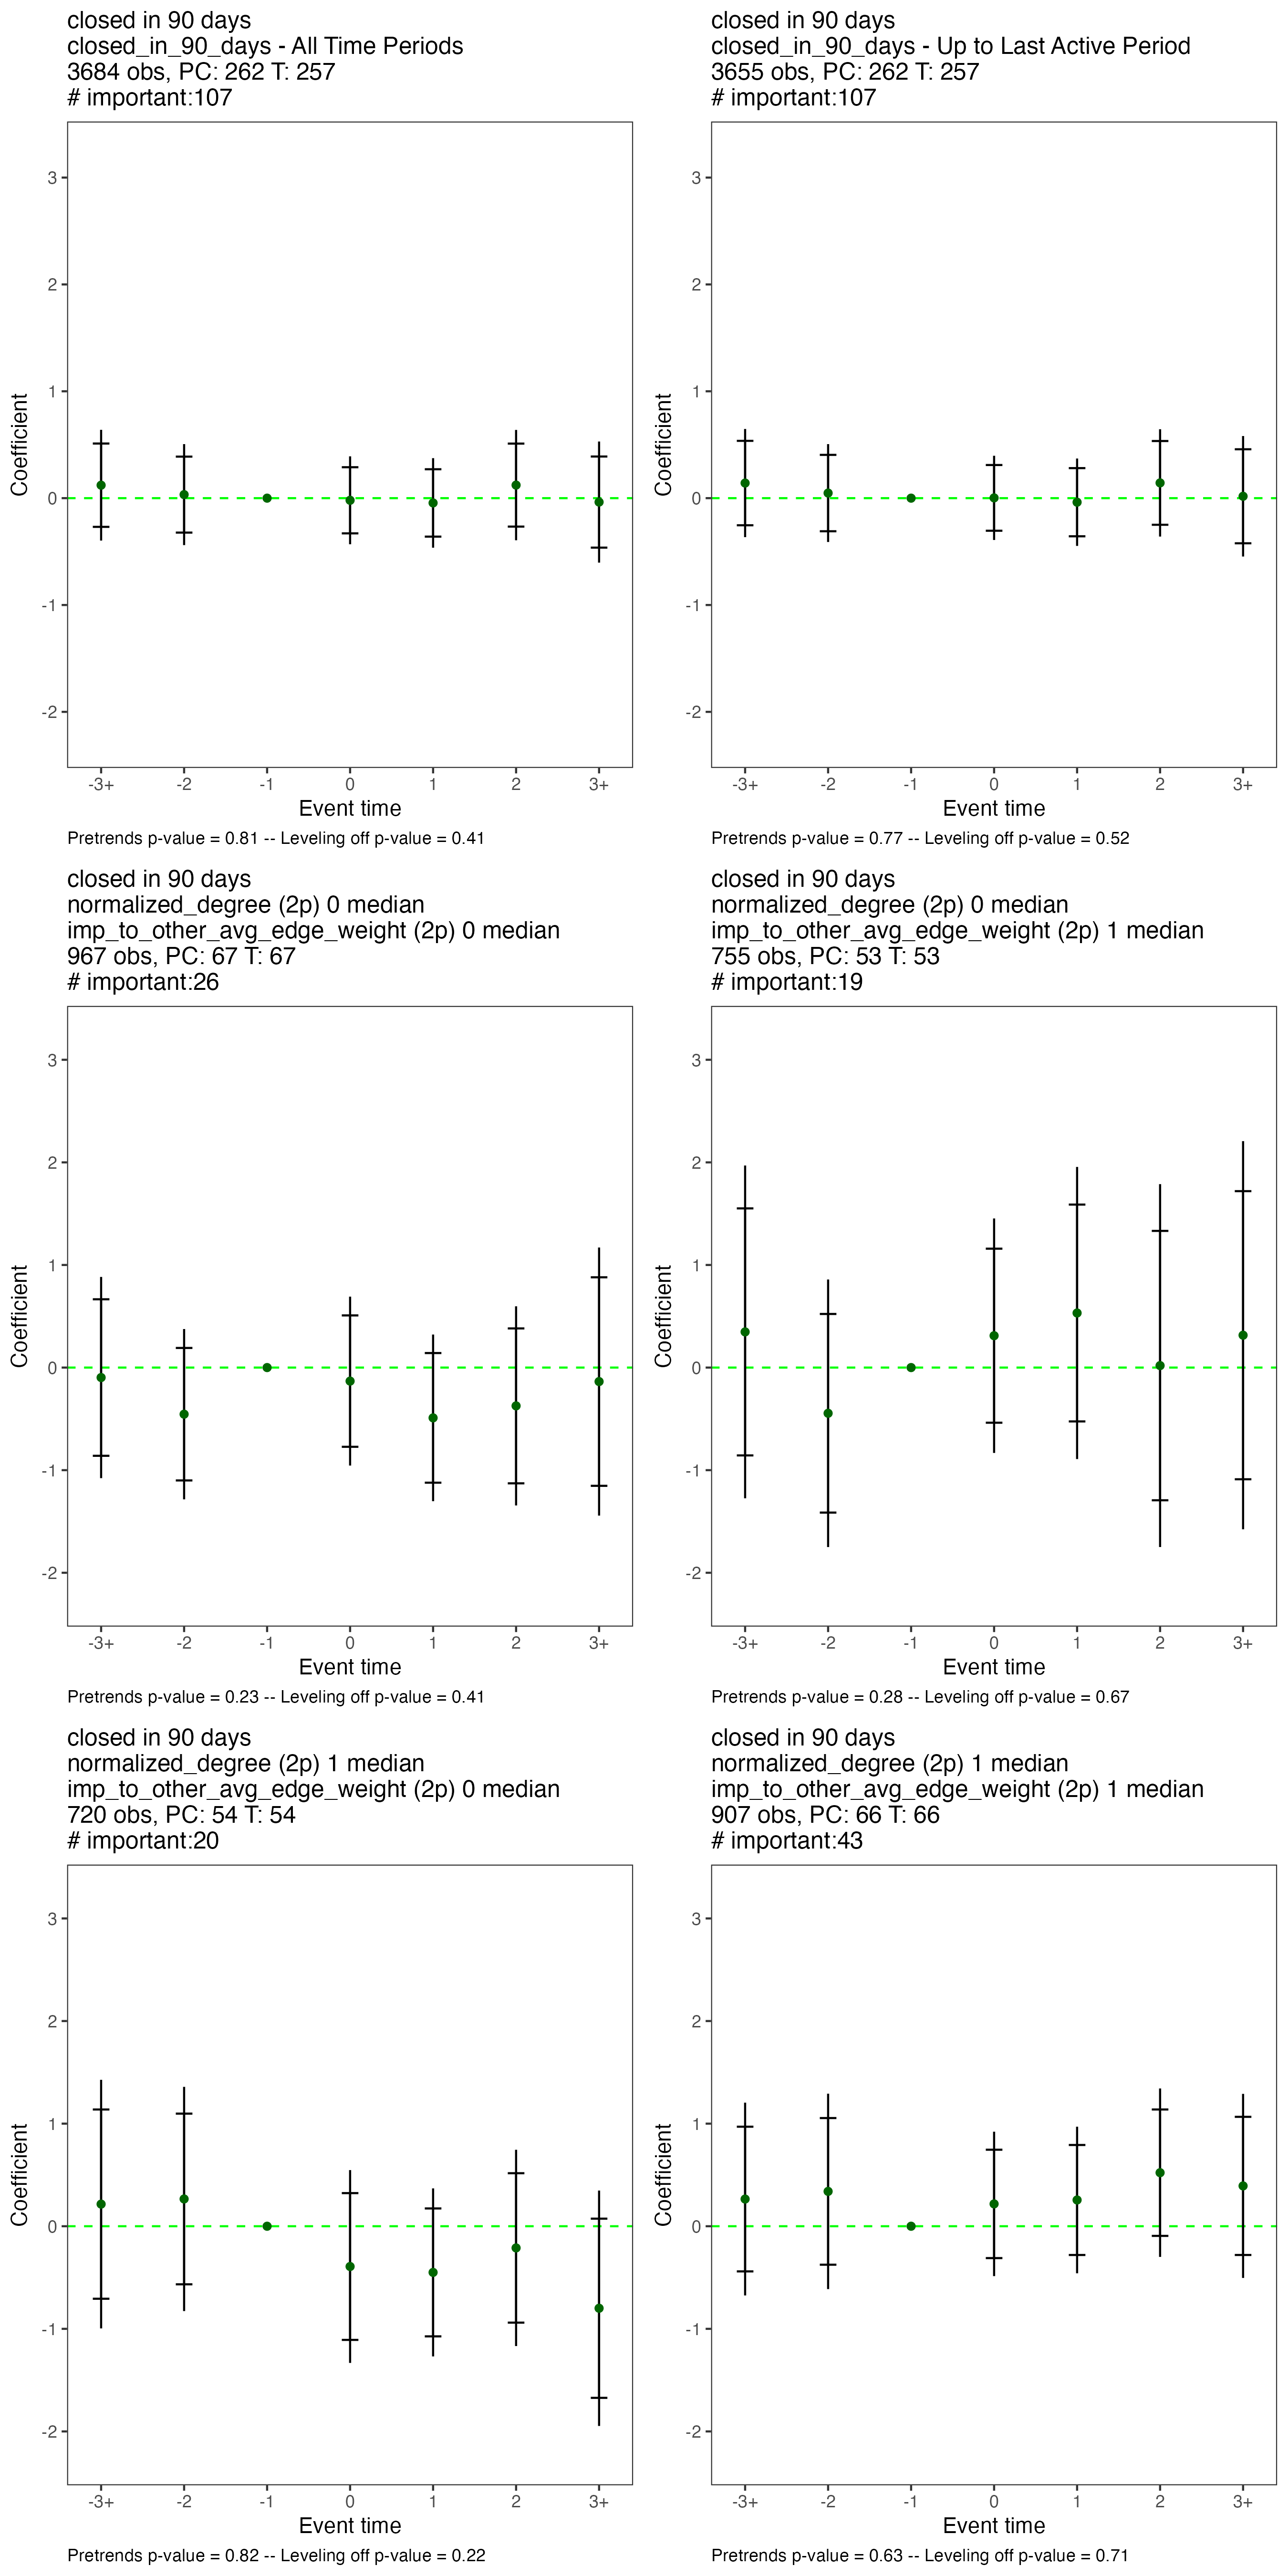 closed in 90 days
closed_in_90_days - All Time Periods
3684 obs, PC: 262 T: 257
# important:107
3
2
1
0
-1
-2
Coefficient
-3+ -2 -1 0 1 2 3+
Event time
Pretrends p-value = 0.81 -- Leveling off p-value = 0.41
closed in 90 days
closed_in_90_days - Up to Last Active Period
3655 obs, PC: 262 T: 257
# important:107
3
2
1
0
-1
-2
Coefficient
-3+ -2 -1 0 1 2 3+
Event time
Pretrends p-value = 0.77 -- Leveling off p-value = 0.52
closed in 90 days
normalized_degree (2p) 0 median
imp_to_other_avg_edge_weight (2p) 0 median
967 obs, PC: 67 T: 67
# important:26
3
2
1
0
-1
-2
Coefficient
-3+ -2 -1 0 1 2 3+
Event time
Pretrends p-value = 0.23 -- Leveling off p-value = 0.41
closed in 90 days
normalized_degree (2p) 0 median
imp_to_other_avg_edge_weight (2p) 1 median
755 obs, PC: 53 T: 53
# important:19
3
2
1
0
-1
-2
Coefficient
-3+ -2 -1 0 1 2 3+
Event time
Pretrends p-value = 0.28 -- Leveling off p-value = 0.67
closed in 90 days
normalized_degree (2p) 1 median
imp_to_other_avg_edge_weight (2p) 0 median
720 obs, PC: 54 T: 54
# important:20
3
2
1
0
-1
-2
Coefficient
-3+ -2 -1 0 1 2 3+
Event time
Pretrends p-value = 0.82 -- Leveling off p-value = 0.22
closed in 90 days
normalized_degree (2p) 1 median
imp_to_other_avg_edge_weight (2p) 1 median
907 obs, PC: 66 T: 66
# important:43
3
2
1
0
-1
-2
Coefficient
-3+ -2 -1 0 1 2 3+
Event time
Pretrends p-value = 0.63 -- Leveling off p-value = 0.71